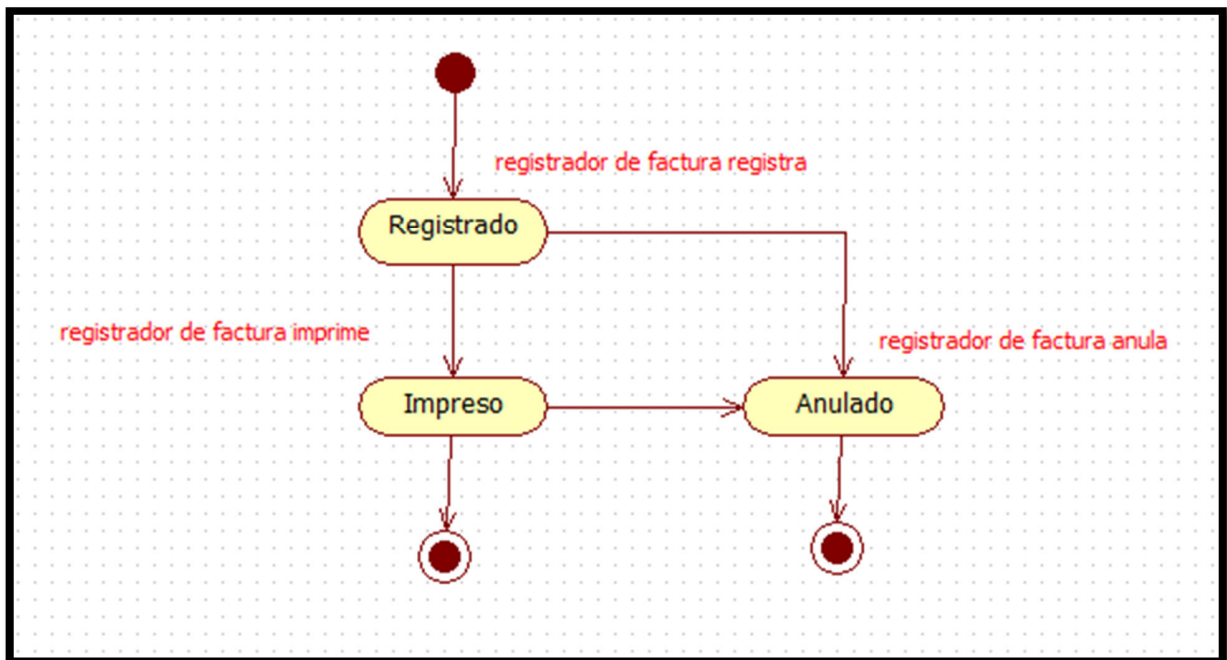 registrador de factura registra
Registrado
registrador de factura imprime
registrador de factura anula
Impreso
Anulado